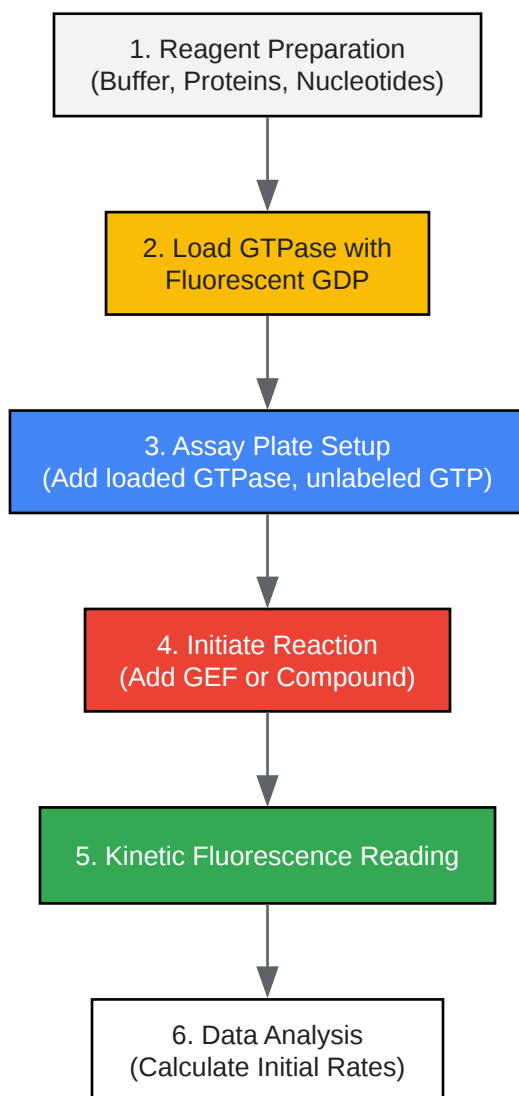 1. Reagent Preparation
(Buffer, Proteins, Nucleotides)
2. Load GTPase with
Fluorescent GDP
3. Assay Plate Setup
(Add loaded GTPase, unlabeled GTP)
4. Initiate Reaction
(Add GEF or Compound)
5. Kinetic Fluorescence Reading
6. Data Analysis
(Calculate Initial Rates)